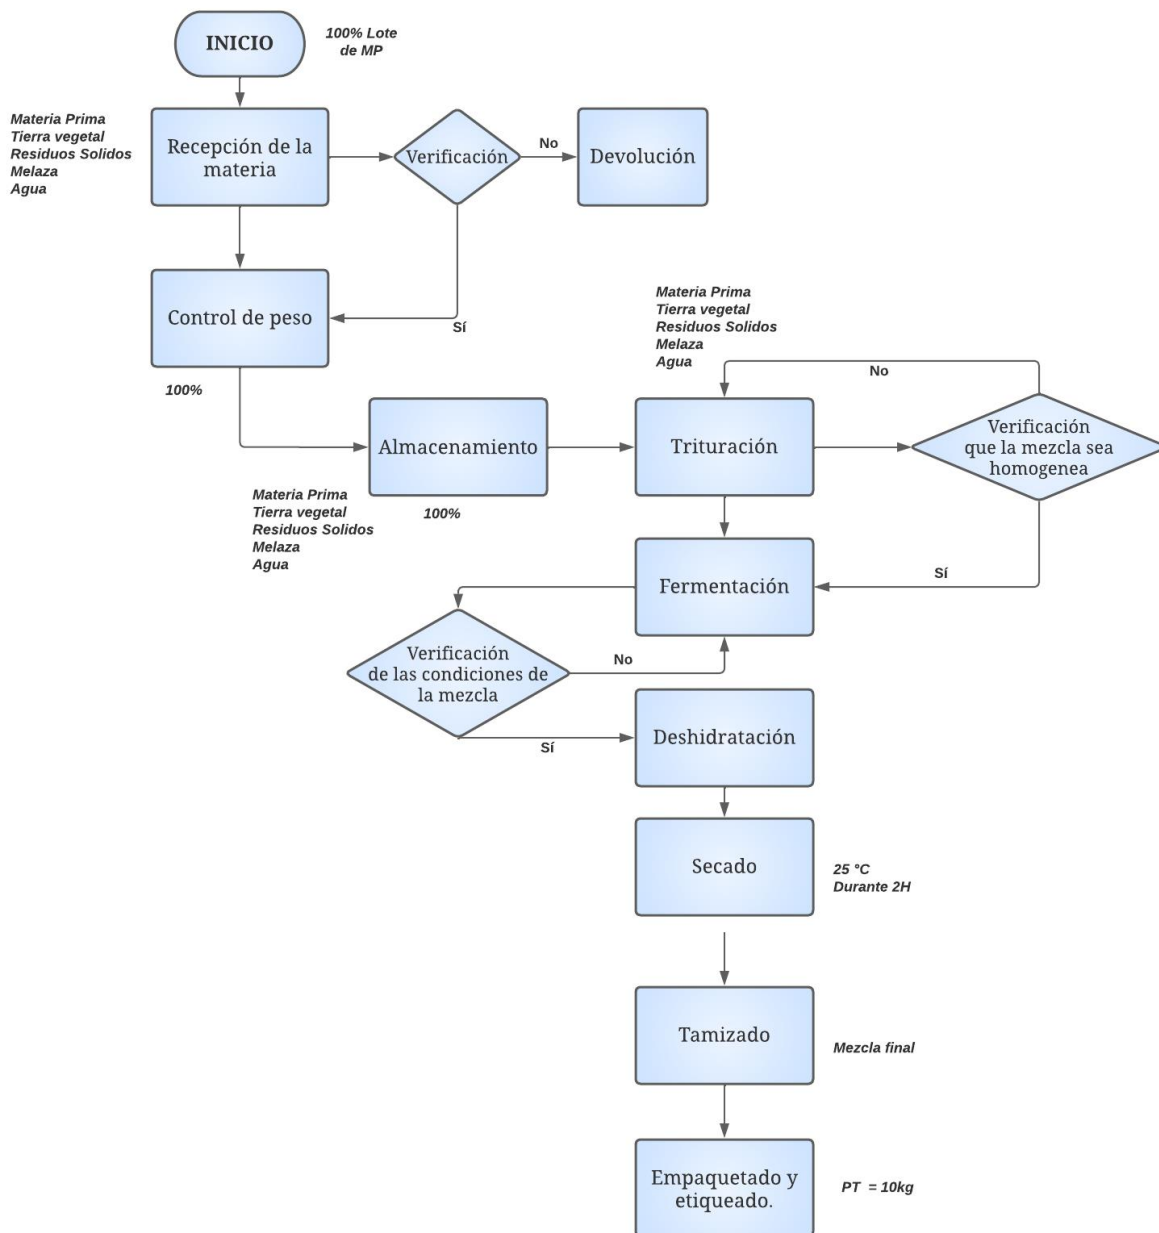 INICIO
100% Lote
de MP
Materia Prima
Tierra vegetal
Residuos Solidos
Melaza
Agua
Recepción de la
materia
Verificación
No
Devolución
Control de peso
Sí
100%
Materia Prima
Tierra vegetal
Residuos Solidos
Melaza
Agua
No
Almacenamiento
Trituración
Verificación
que la mezcla sea
homogenea
Materia Prima
Tierra vegetal
Residuos Solidos
Melaza
Agua
100%
Fermentación
Sí
Verificación
de las condiciones de
la mezcla
No
Sí
Deshidratación
Secado
25 °C
Durante 2H
Tamizado
Mezcla final
Empaquetado y
etiqueado.
PT = 10kg